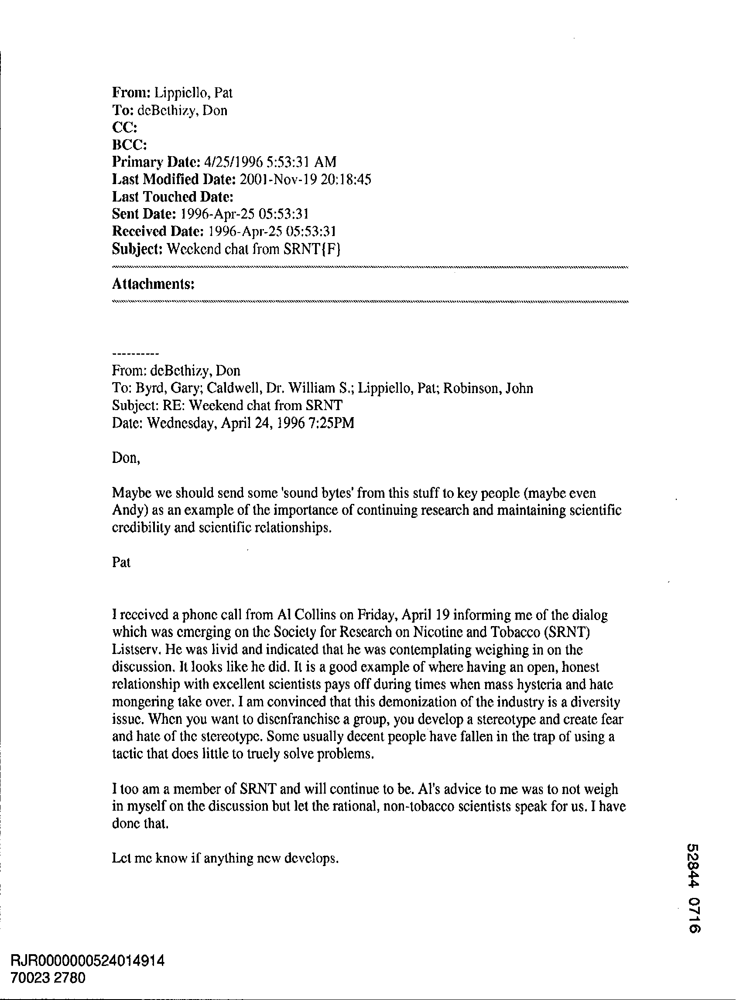 From: Lippiello, Pat
To: deBethizy, Don
CC:
BCC:
Primary Date: 4/25/1996 5:53:31 AM
Last Modified Date: 2001-Nov-19 20:18:45
Last Touched Date:
Sent Date: 1996-Apr-25 05:53:31
Received Date: 1996-Apr-25 05:53:31
Subject: Weekend chat from SRNT{F}
Attachments:
----------
From: deBethizy, Don
To: Byrd, Gary; Caldwell, Dr. William S.; Lippiello, Pat; Robinson, John
Subject: RE: Weekend chat from SRNT
Date: Wednesday, April 24, 1996 7:25PM
Don,
Maybe we should send some 'sound bytes' from this stuff to key people (maybe even
Andy) as an example of the importance of continuing research and maintaining scientific
credibility and scientific relationships.
Pat
I received a phone call from Al Collins on Friday, April 19 informing me of the dialog
which was emerging on the Society for Research on Nicotine and Tobacco (SRNT)
Listserv. He was livid and indicated that he was contemplating weighing in on the
discussion. It looks like he did. It is a good example of where having an open, honest
relationship with excellent scientists pays off during times when mass hysteria and hate
mongering take over. I am convinced that this demonization of the industry is a diversity
issue. When you want to disenfranchise a group, you develop a stereotype and create fear
and hate of the stereotype. Some usually decent people have fallen in the trap of using a
tactic that does little to truely solve problems.
I too am a member of SRNT and will continue to be. Al's advice to me was to not weigh
in myself on the discussion but let the rational, non-tobacco scientists speak for us. I have
done that.
Let me know if anything new develops.
52844 0716
RJR0000000524014914
70023 2780